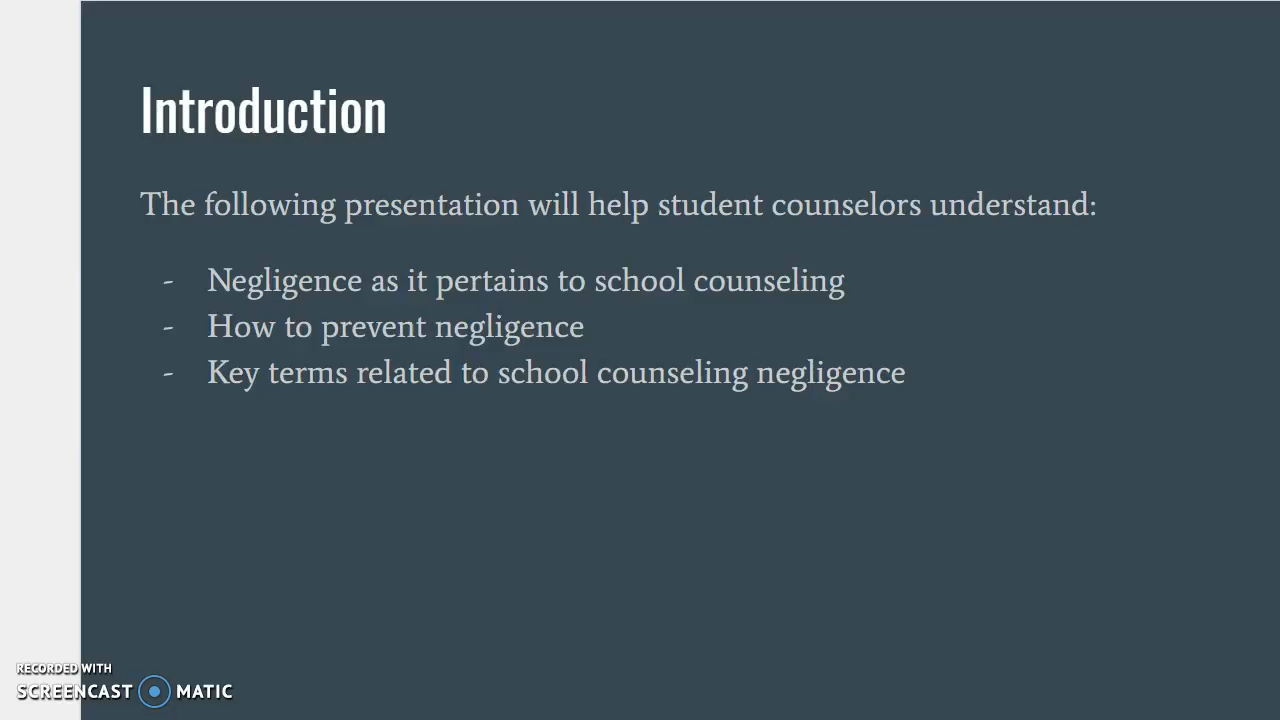 Introduction
The following presentation will help student counselors understand:
- Negligence as it pertains to school counseling
- How to prevent negligence
- Key terms related to school counseling negligence
RECORDED WITH
SCREENCAST MATIC